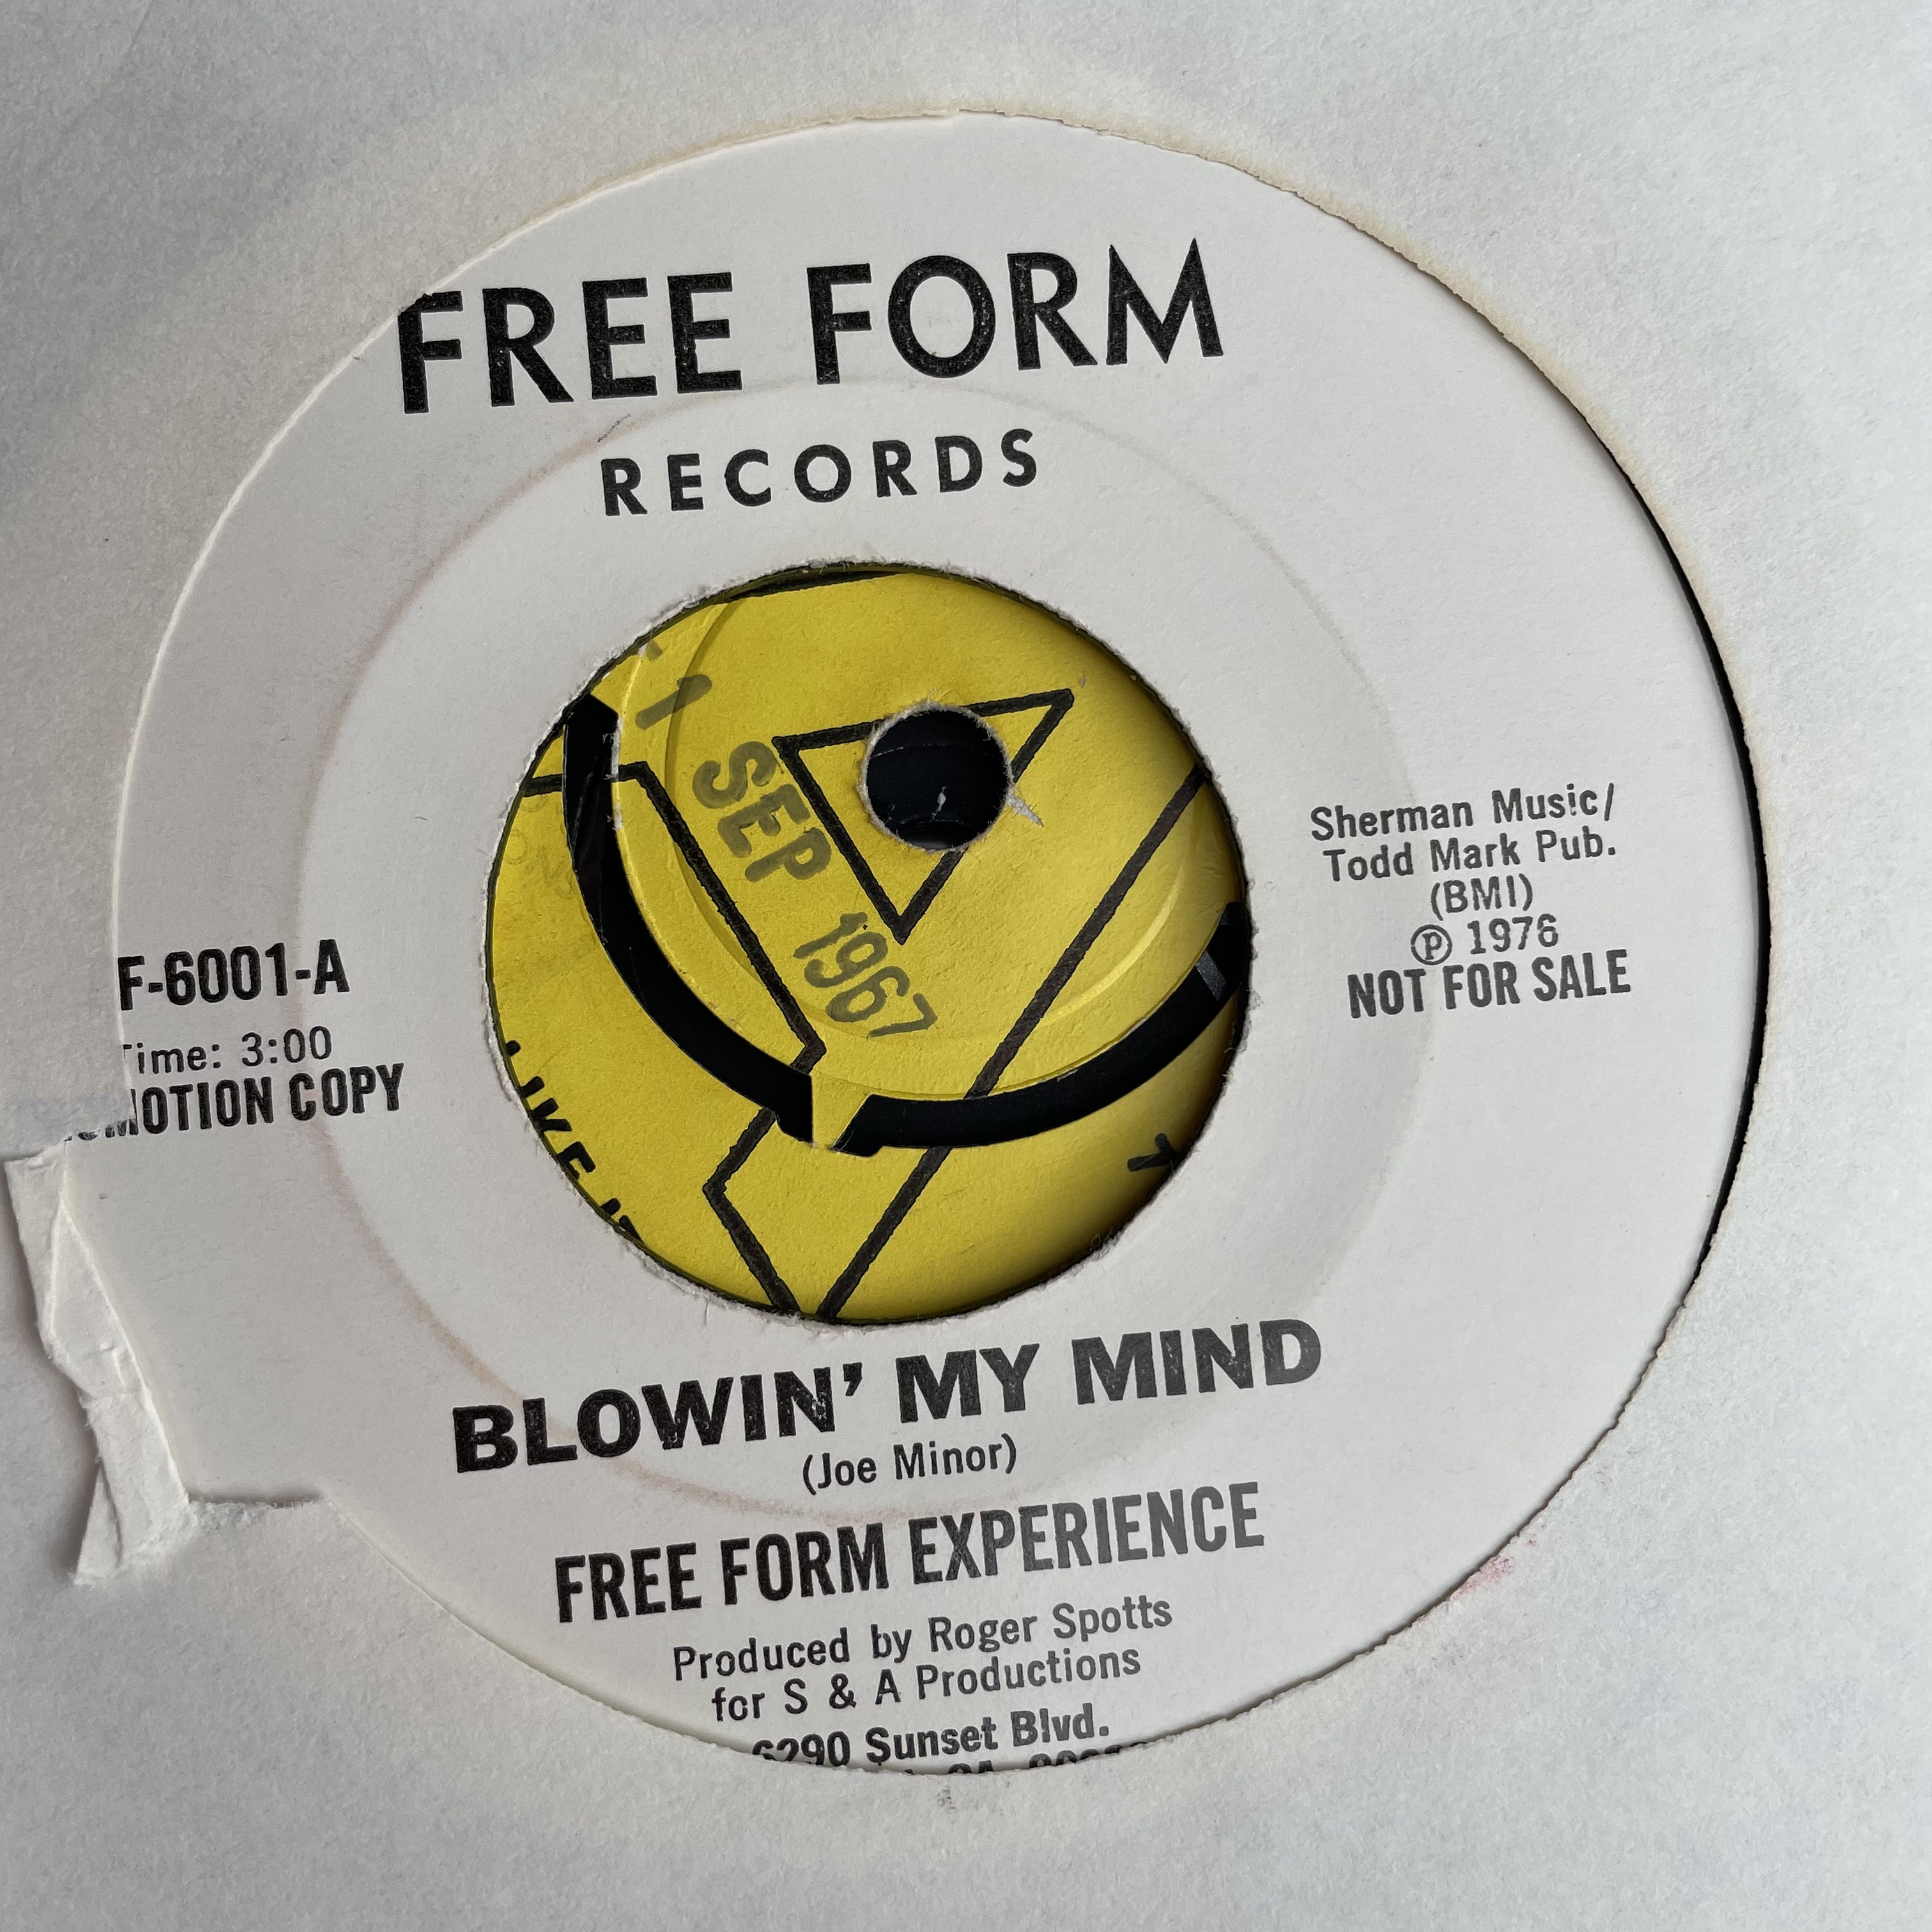 FREE FORM
RECORDS
SEP 1967
LIKE IT
F-6001-A
Time: 3:00
MOTION COPY
Sherman Music/
Todd Mark Pub.
(BMI)
℗ 1976
NOT FOR SALE
BLOWIN' MY MIND
(Joe Minor)
FREE FORM EXPERIENCE
Produced by Roger Spotts
for S & A Productions
6290 Sunset Blvd.